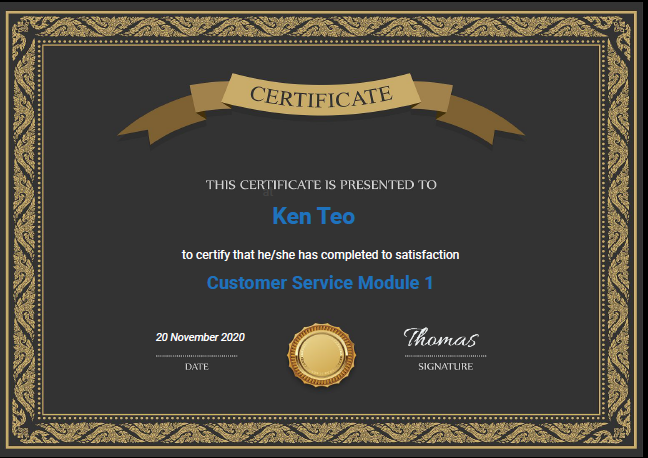 CERTIFICATE
THIS CERTIFICATE IS PRESENTED TO
Ken Teo
to certify that he/she has completed to satisfaction
Customer Service Module 1
20 November 2020
Thomas
DATE
SIGNATURE